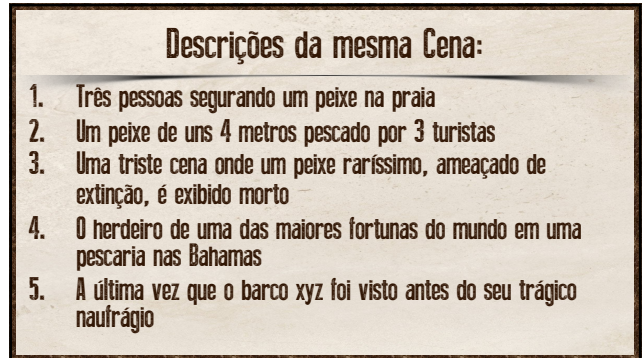 Descrições da mesma Cena:
1. Três pessoas segurando um peixe na praia
2. Um peixe de uns 4 metros pescado por 3 turistas
3. Uma triste cena onde um peixe raríssimo, ameaçado de
extinção, é exibido morto
4. O herdeiro de uma das maiores fortunas do mundo em uma
pescaria nas Bahamas
5. A última vez que o barco xyz foi visto antes do seu trágico
naufrágio